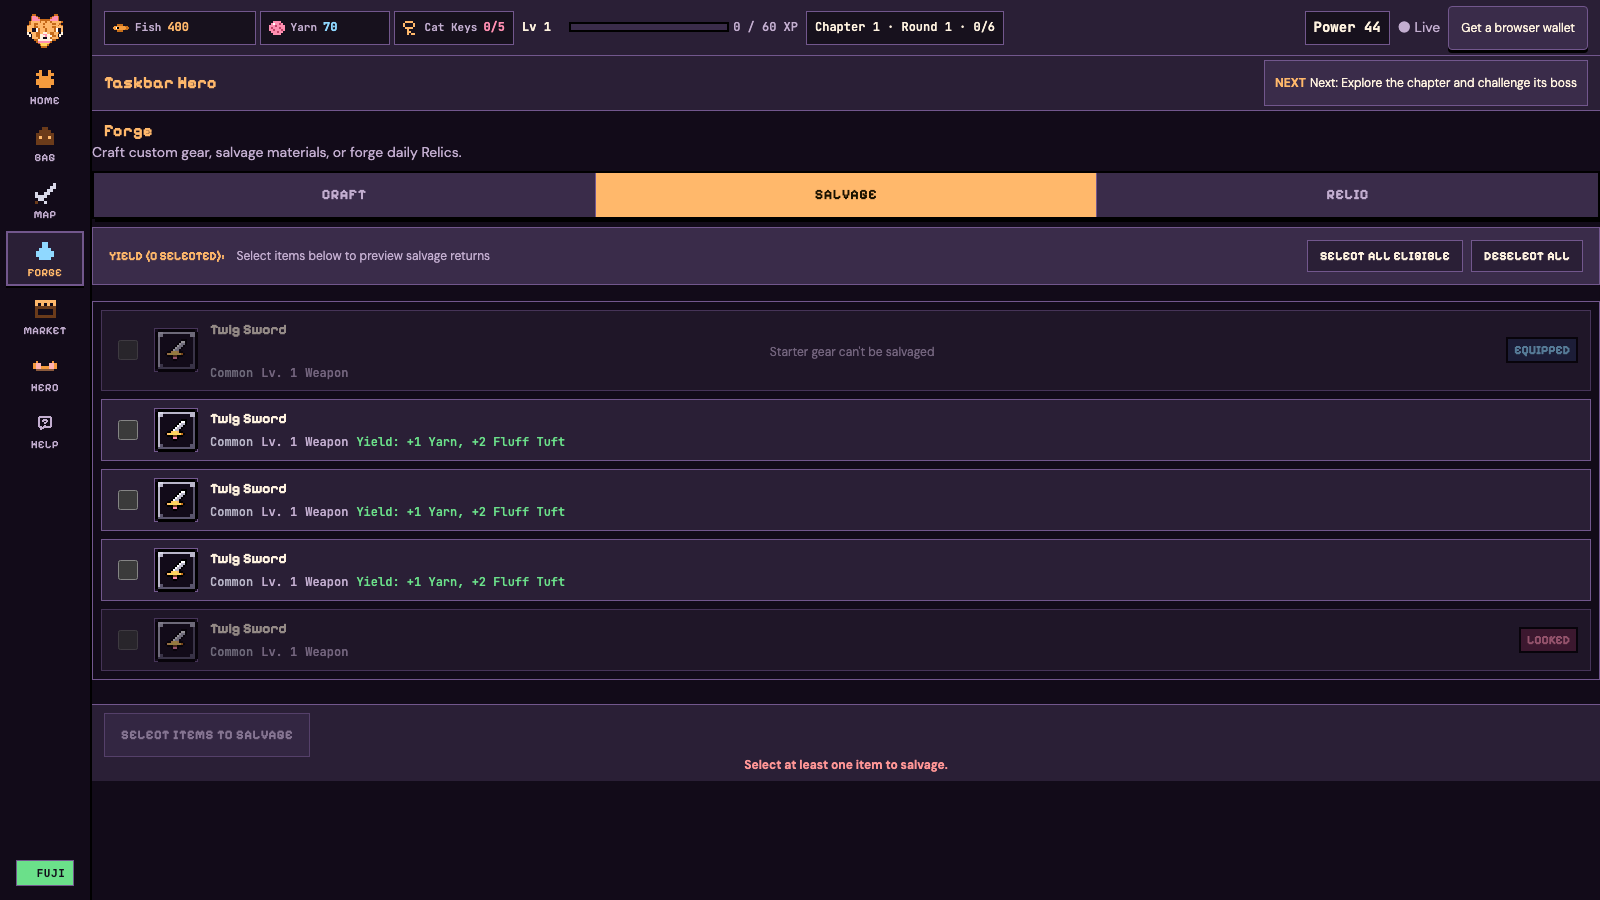 Fish 400
Yarn 70
Cat Keys 0/5
Lv 1
0 / 60 XP
Chapter 1 · Round 1 · 0/6
Power 44
Live
Get a browser wallet
HOME
BAG
MAP
FORGE
MARKET
HERO
HELP
FUJI
Taskbar Hero
NEXT Next: Explore the chapter and challenge its boss
Forge
Craft custom gear, salvage materials, or forge daily Relics.
CRAFT
SALVAGE
RELIC
YIELD (0 SELECTED):
Select items below to preview salvage returns
SELECT ALL ELIGIBLE
DESELECT ALL
Twig Sword
Common Lv. 1 Weapon
Starter gear can't be salvaged
EQUIPPED
Twig Sword
Common Lv. 1 Weapon Yield: +1 Yarn, +2 Fluff Tuft
Twig Sword
Common Lv. 1 Weapon Yield: +1 Yarn, +2 Fluff Tuft
Twig Sword
Common Lv. 1 Weapon Yield: +1 Yarn, +2 Fluff Tuft
Twig Sword
Common Lv. 1 Weapon
LOCKED
SELECT ITEMS TO SALVAGE
Select at least one item to salvage.